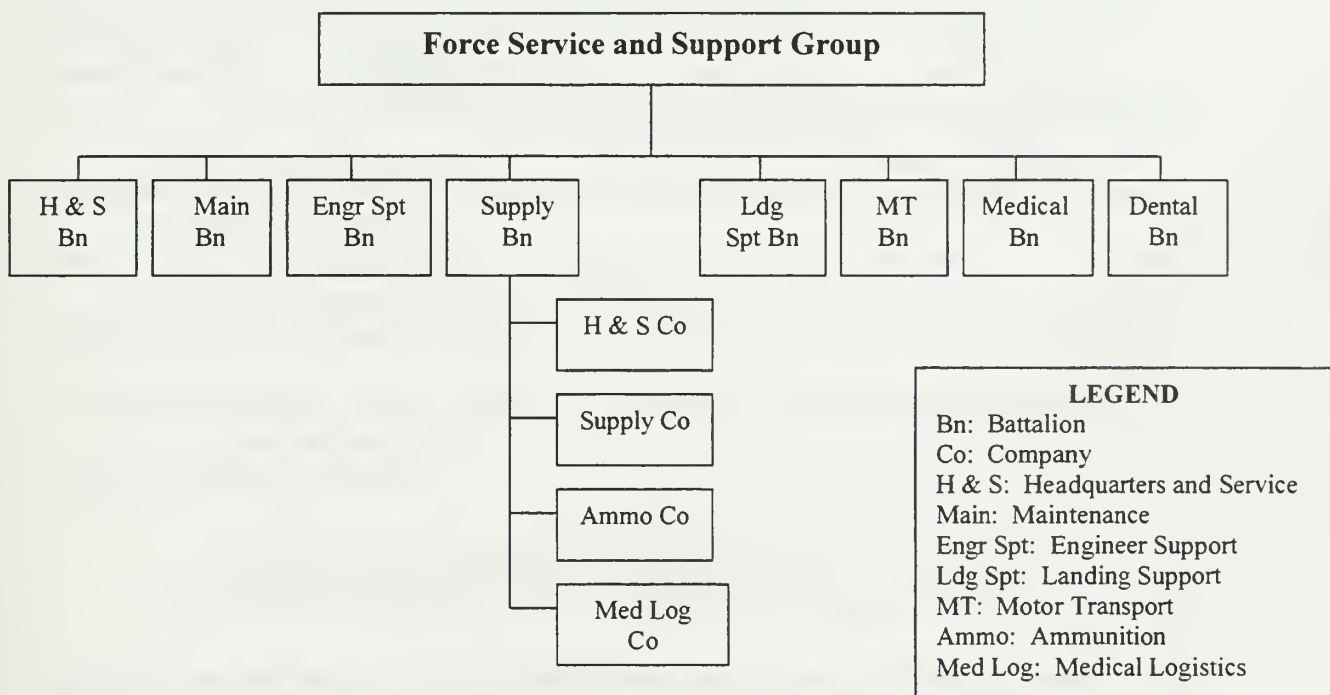 Force Service and Support Group
H & S
Bn
Main
Bn
Engr Spt
Bn
Supply
Bn
Ldg
Spt Bn
MT
Bn
Medical
Bn
Dental
Bn
H & S Co
Supply Co
Ammo Co
Med Log
Co
LEGEND
Bn: Battalion
Co: Company
H & S: Headquarters and Service
Main: Maintenance
Engr Spt: Engineer Support
Ldg Spt: Landing Support
MT: Motor Transport
Ammo: Ammunition
Med Log: Medical Logistics